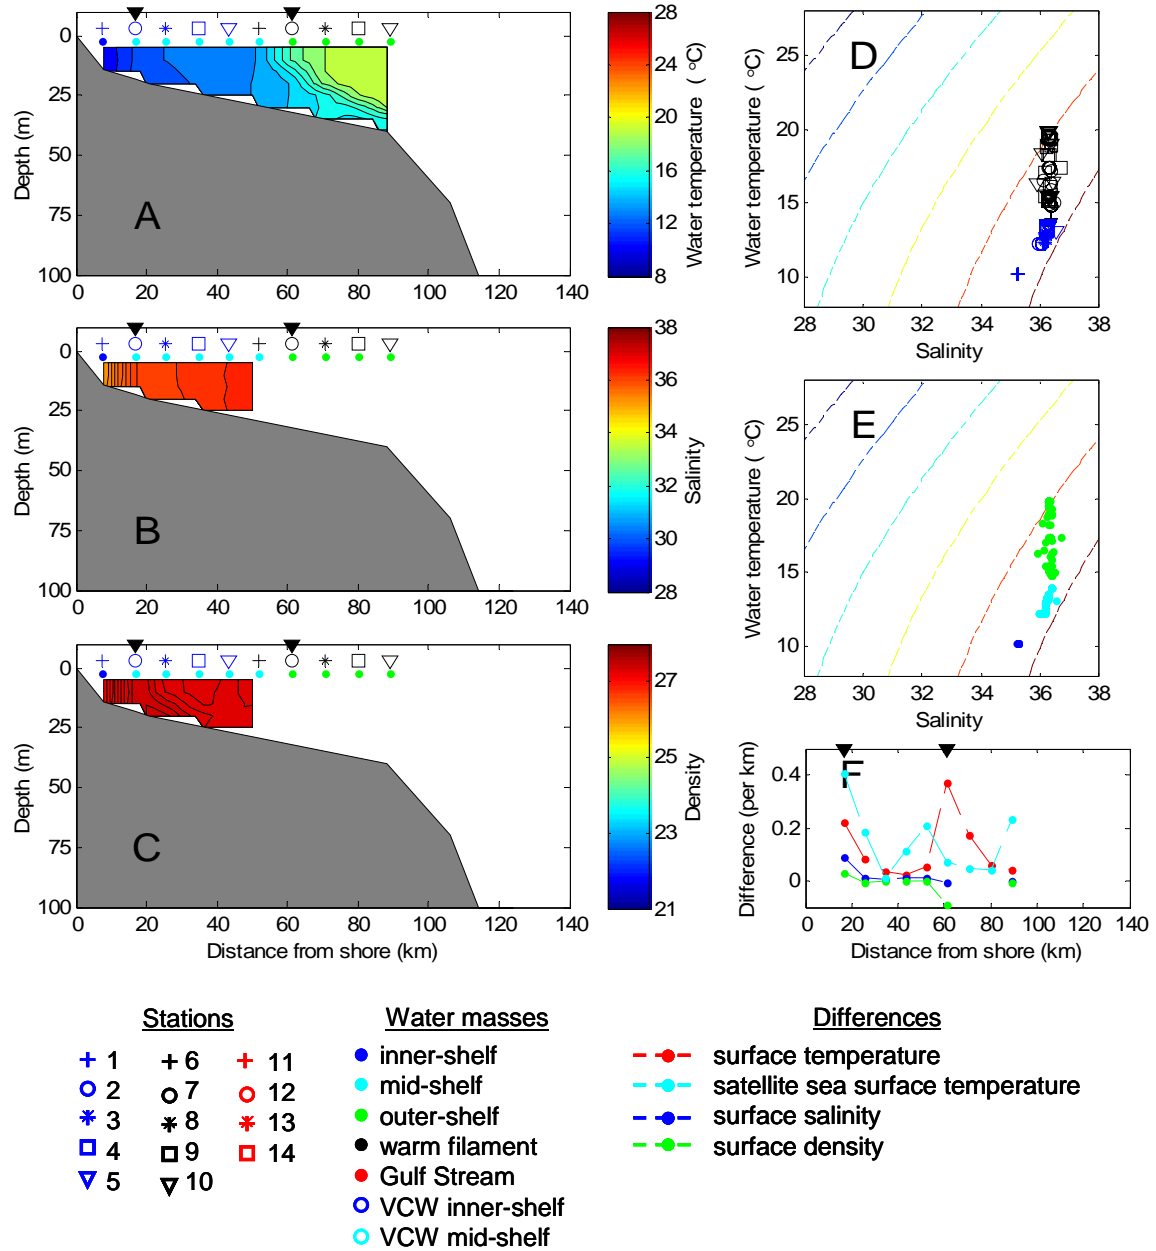 0
25
50
75
100
Depth (m)
A
0 20 40 60 80 100 120 140
28
24
20
16
12
8
Water temperature ( °C)
25
20
15
10
Water temperature ( °C)
D
28 30 32 34 36 38
Salinity
0
25
50
75
100
Depth (m)
B
0 20 40 60 80 100 120 140
38
36
34
32
30
28
Salinity
25
20
15
10
Water temperature ( °C)
E
28 30 32 34 36 38
Salinity
0
25
50
75
100
Depth (m)
C
0 20 40 60 80 100 120 140
Distance from shore (km)
27
25
23
21
Density
0.4
0.2
0
Difference (per km)
F
0 20 40 60 80 100 120 140
Distance from shore (km)
Stations
1 6 11
2 7 12
3 8 13
4 9 14
5 10
Water masses
inner-shelf
mid-shelf
outer-shelf
warm filament
Gulf Stream
VCW inner-shelf
VCW mid-shelf
Differences
surface temperature
satellite sea surface temperature
surface salinity
surface density